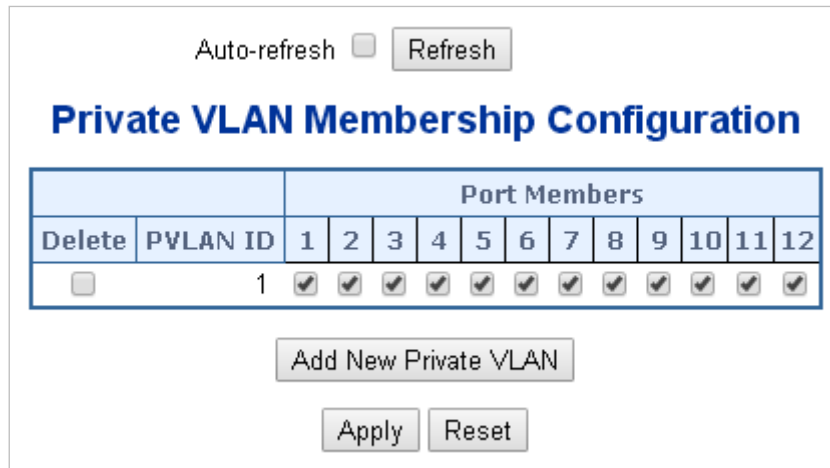 Auto-refresh Refresh
Private VLAN Membership Configuration
Port Members
Delete PVLAN ID 1 2 3 4 5 6 7 8 9 10 11 12
1
Add New Private VLAN
Apply Reset